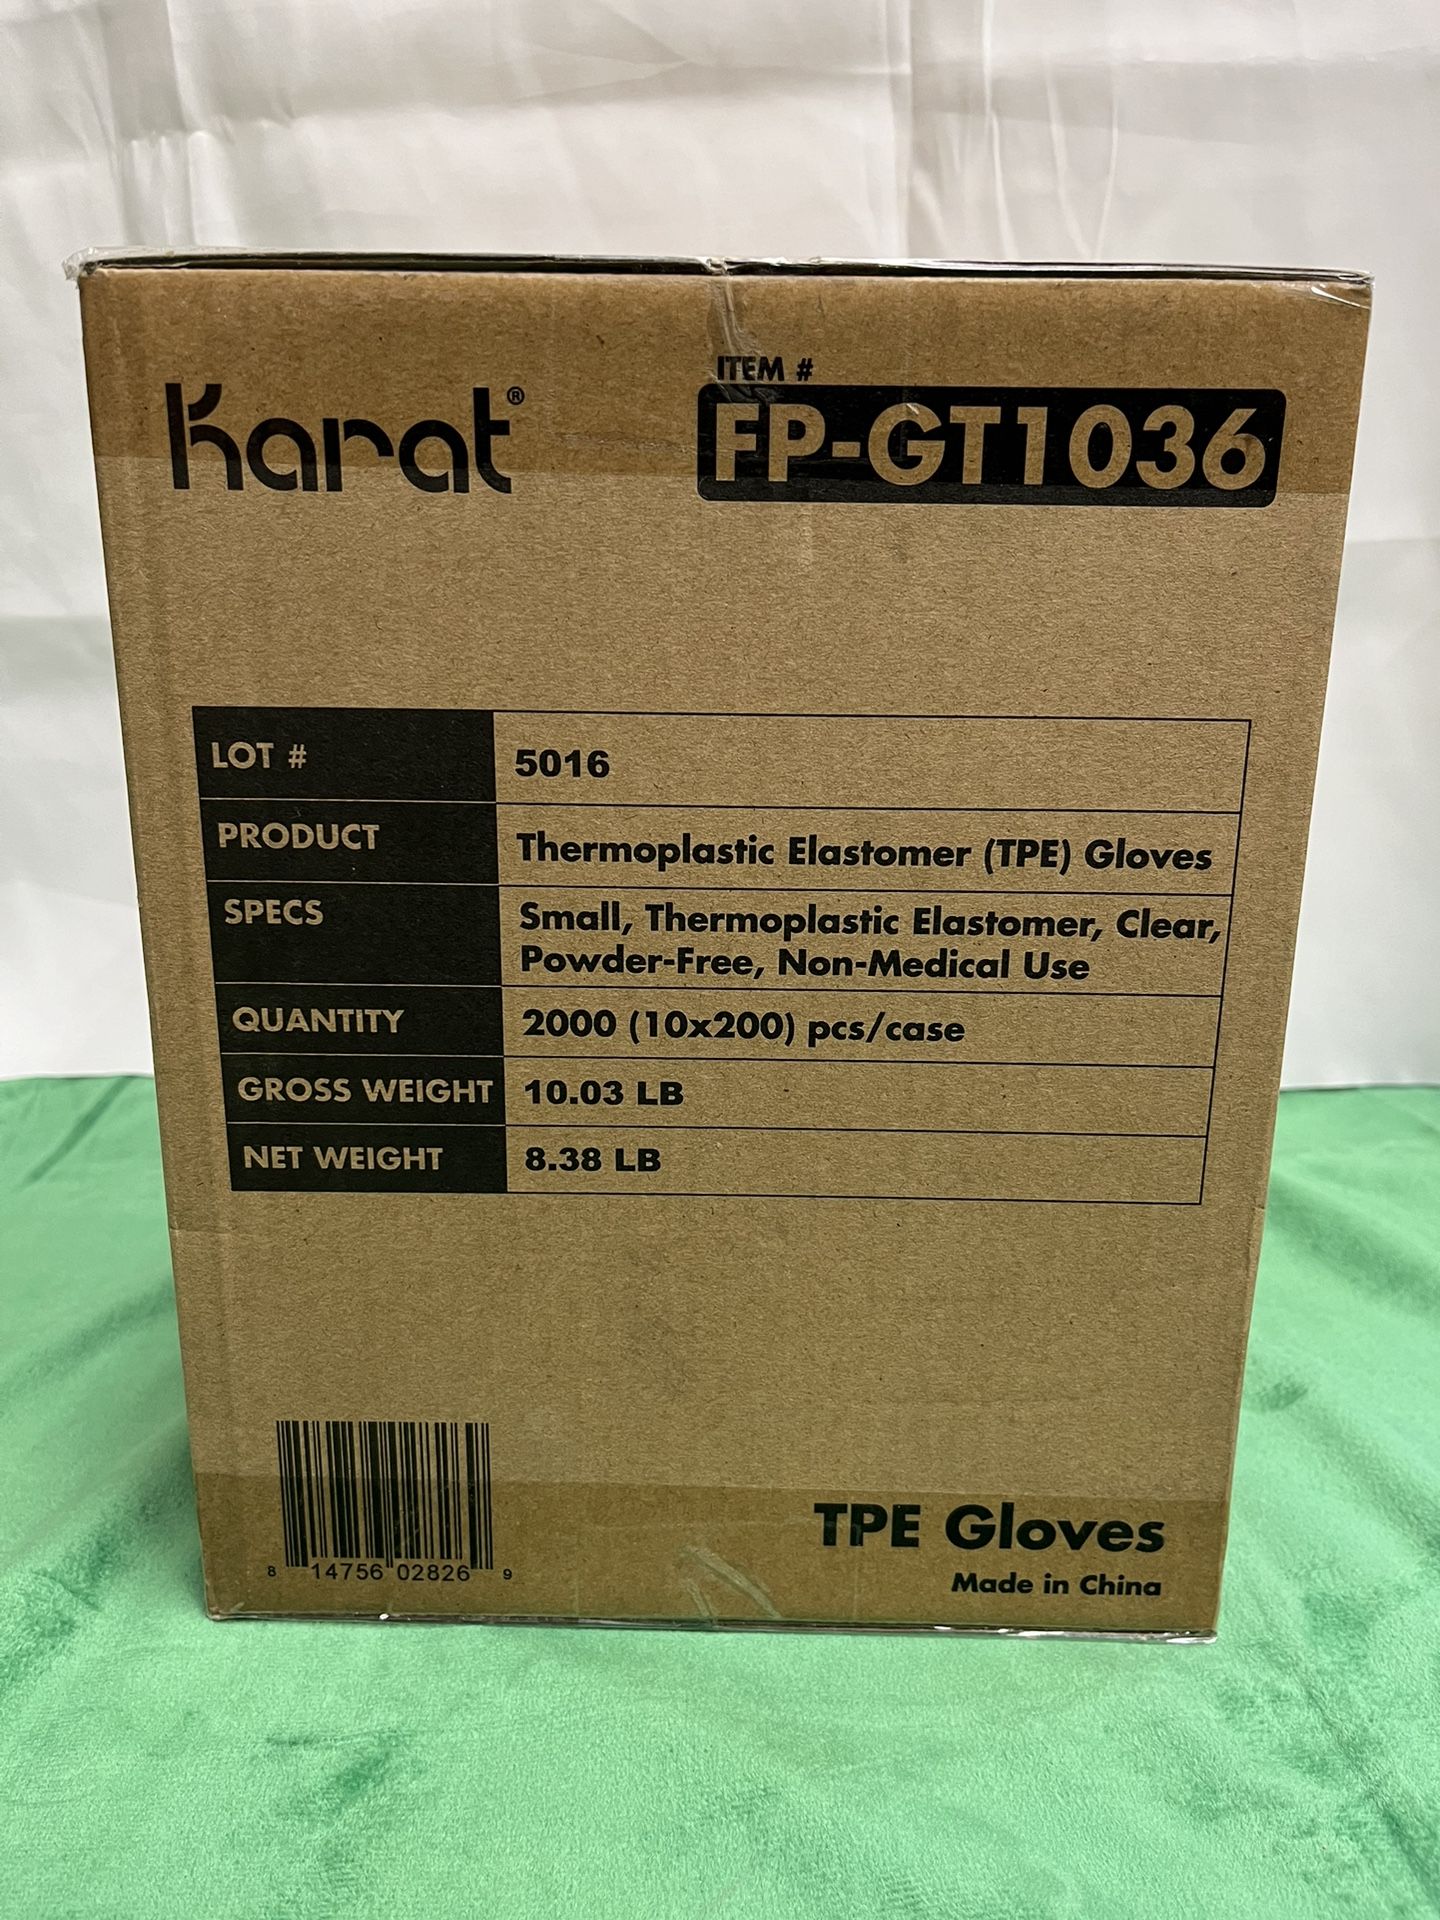 Karat®
ITEM #
FP-GT1036
LOT # 5016
PRODUCT Thermoplastic Elastomer (TPE) Gloves
SPECS Small, Thermoplastic Elastomer, Clear,
Powder-Free, Non-Medical Use
QUANTITY 2000 (10x200) pcs/case
GROSS WEIGHT 10.03 LB
NET WEIGHT 8.38 LB
8 14756 02826 9
TPE Gloves
Made in China